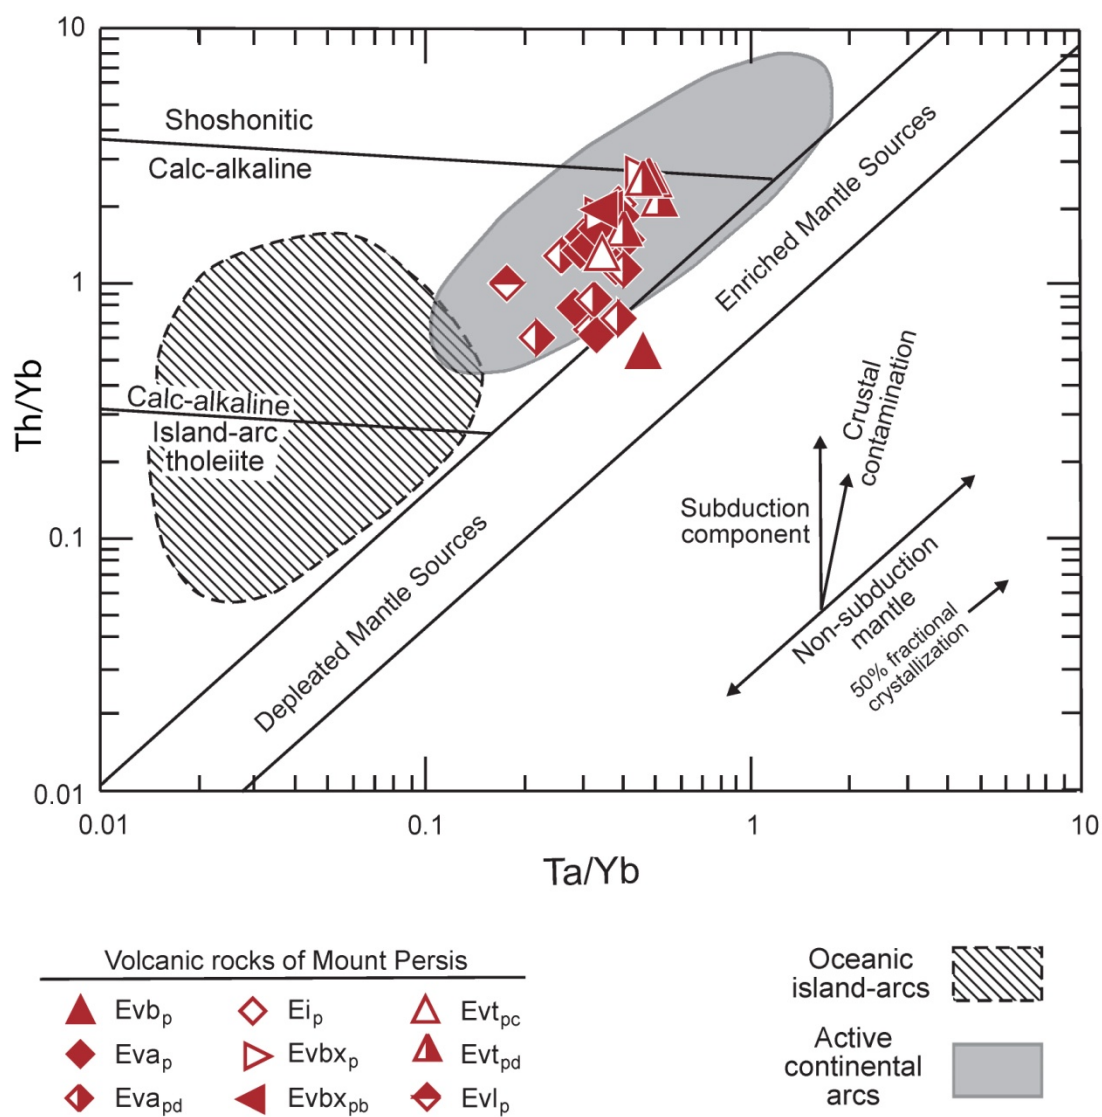 10
1
0.1
0.01
Th/Yb
Shoshonitic
Calc-alkaline
Calc-alkaline
Island-arc
tholeiite
Enriched Mantle Sources
Depleated Mantle Sources
Subduction
component
Crustal
contamination
Non-subduction
mantle
50% fractional
crystallization
0.01
0.1
1
10
Ta/Yb
Volcanic rocks of Mount Persis
Evbp
Eip
Evtpc
Evap
Evbxp
Evtpd
Evapd
Evbxpb
Evlp
Oceanic
island-arcs
Active
continental
arcs